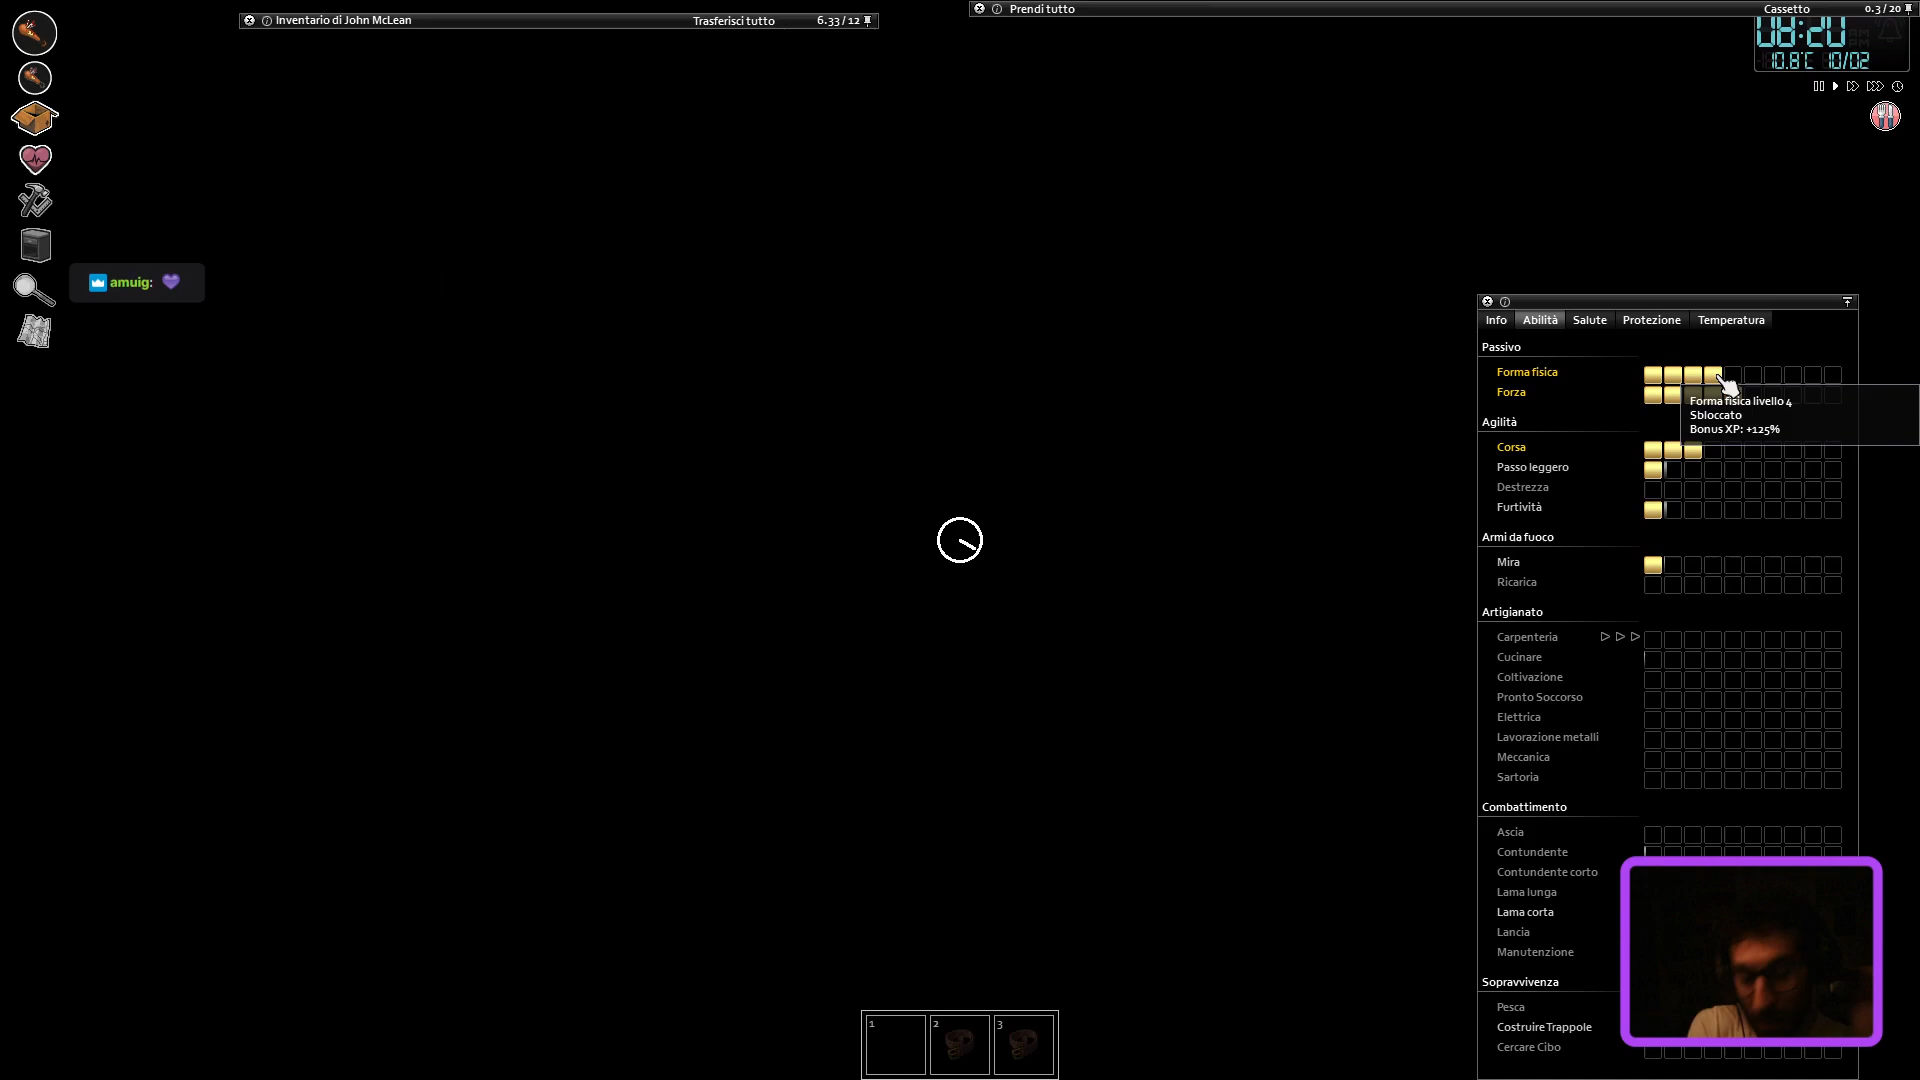 Inventario di John McLean
Trasferisci tutto
6.33 / 12
Prendi tutto
Cassetto
0.3 / 20
08:20
10.8°C 10/02
amuig:
Info
Abilità
Salute
Protezione
Temperatura
Passivo
Forma fisica
Forza
Forma fisica livello 4
Sbloccato
Bonus XP: +125%
Agilità
Corsa
Passo leggero
Destrezza
Furtività
Armi da fuoco
Mira
Ricarica
Artigianato
Carpenteria
Cucinare
Coltivazione
Pronto Soccorso
Elettrica
Lavorazione metalli
Meccanica
Sartoria
Combattimento
Ascia
Contundente
Contundente corto
Lama lunga
Lama corta
Lancia
Manutenzione
Sopravvivenza
Pesca
Costruire Trappole
Cercare Cibo
1
2
3